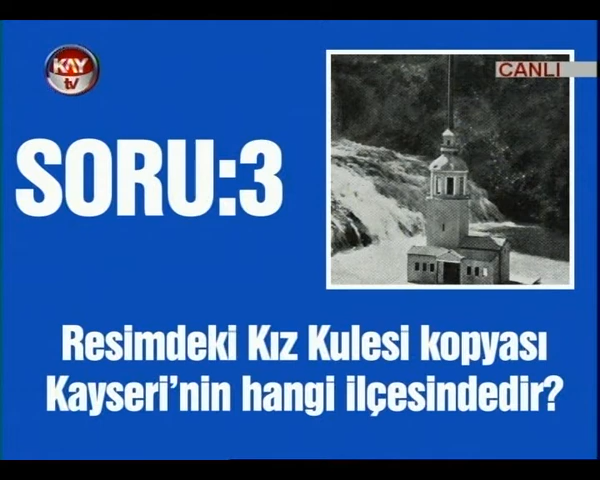 KAY
tv
CANLI
SORU:3
Resimdeki Kız Kulesi kopyası
Kayseri'nin hangi ilçesindedir?